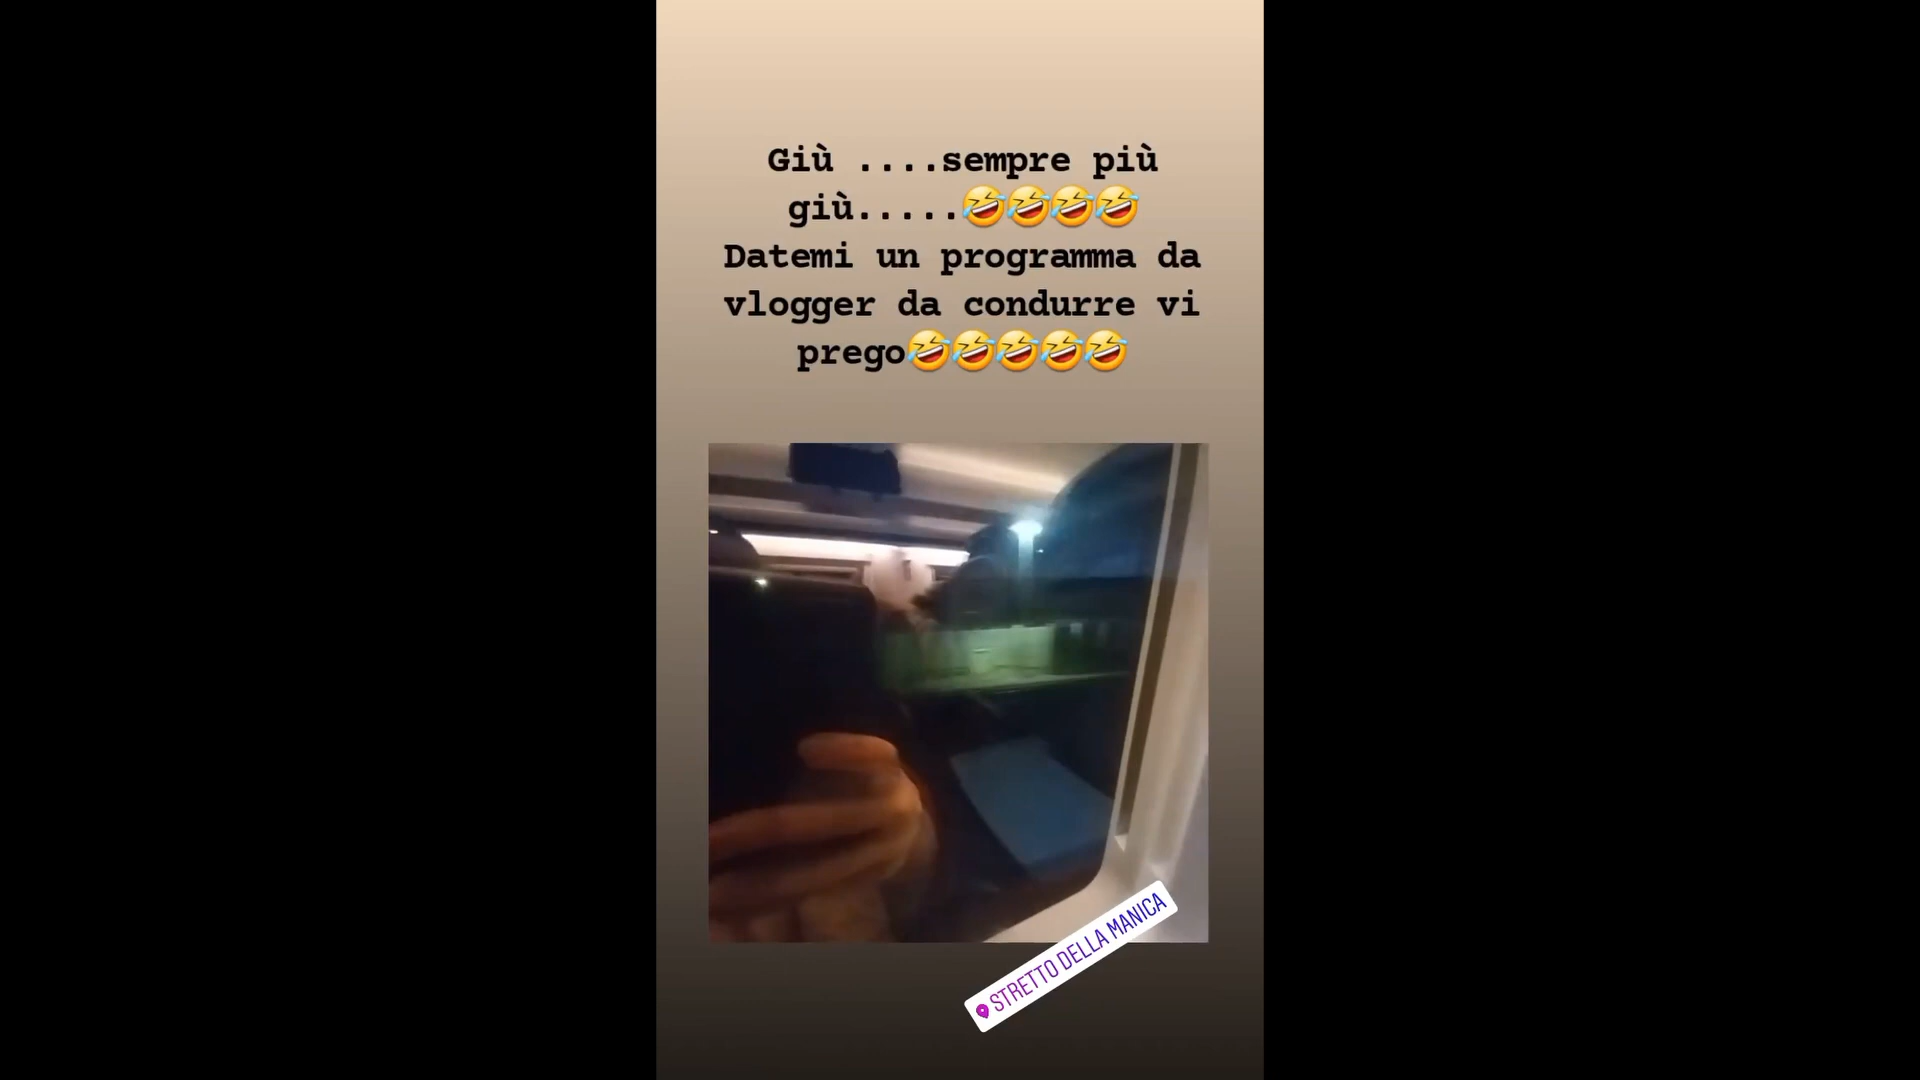 Giù ....sempre più
giù.....🤣🤣🤣🤣
Datemi un programma da
vlogger da condurre vi
prego🤣🤣🤣🤣🤣
STRETTO DELLA MANICA